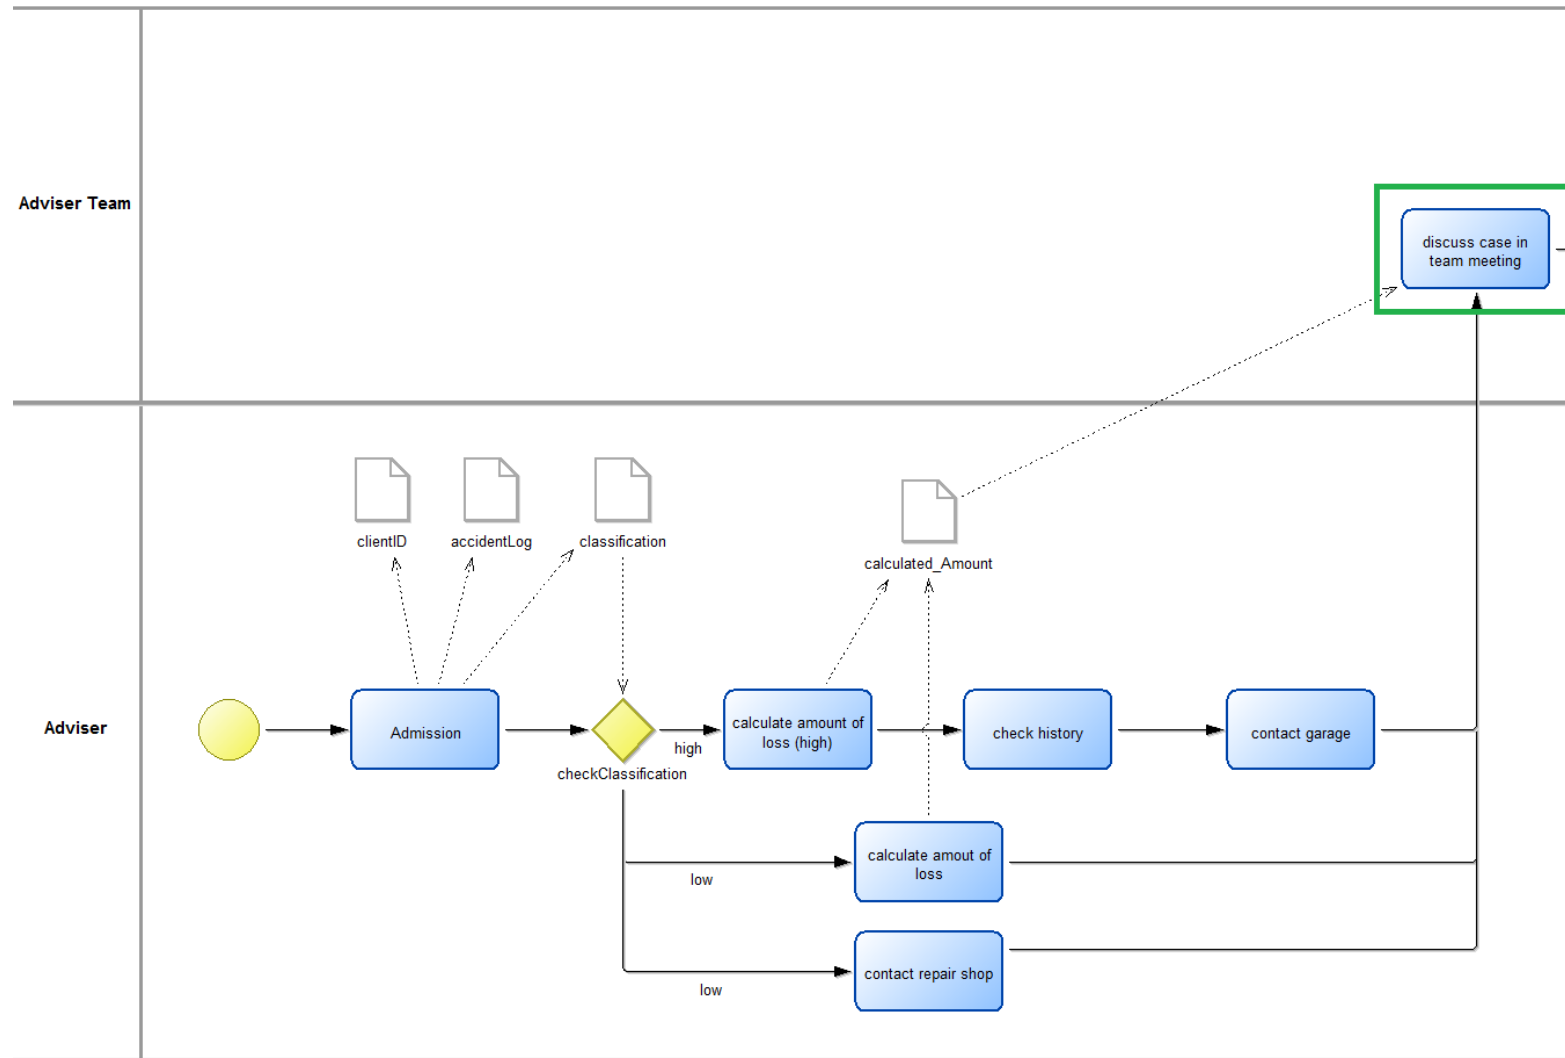 Adviser Team
discuss case in
team meeting
clientID
accidentLog
classification
calculated_Amount
Adviser
Admission
checkClassification
high
calculate amount of
loss (high)
check history
contact garage
low
calculate amout of
loss
low
contact repair shop